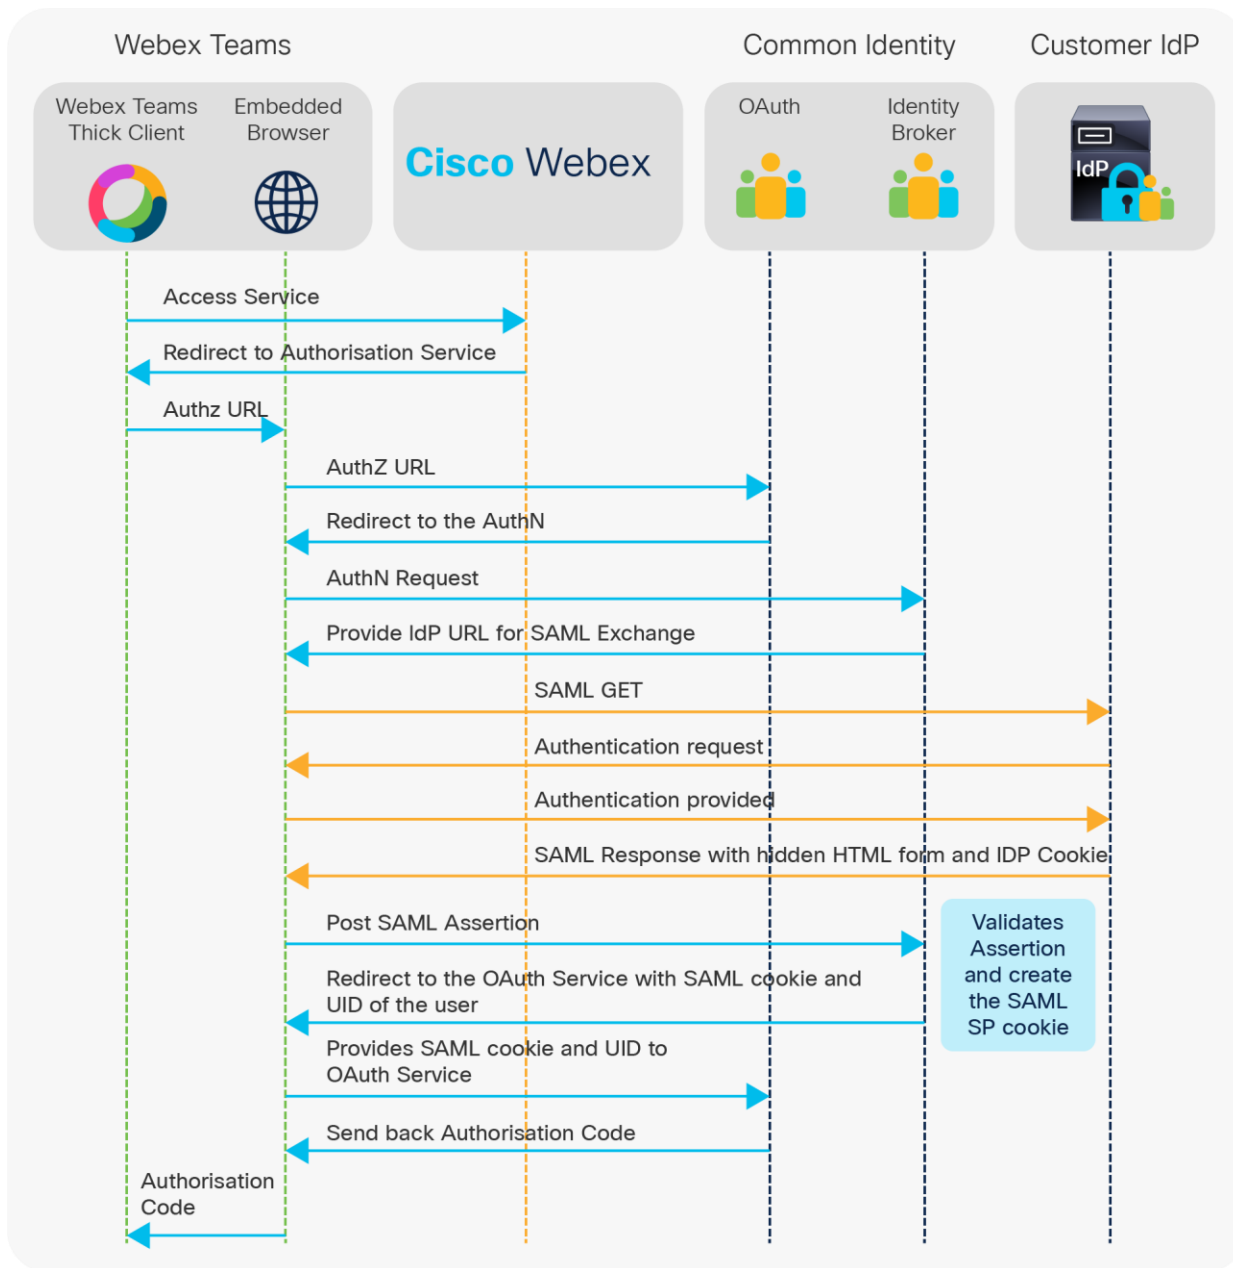 Webex Teams
Common Identity
Customer IdP
Webex Teams
Thick Client
Embedded
Browser
Cisco Webex
OAuth
Identity
Broker
IdP
Access Service
Redirect to Authorisation Service
Authz URL
AuthZ URL
Redirect to the AuthN
AuthN Request
Provide IdP URL for SAML Exchange
SAML GET
Authentication request
Authentication provided
SAML Response with hidden HTML form and IDP Cookie
Post SAML Assertion
Validates
Assertion
and create
the SAML
SP cookie
Redirect to the OAuth Service with SAML cookie and
UID of the user
Provides SAML cookie and UID to
OAuth Service
Send back Authorisation Code
Authorisation
Code